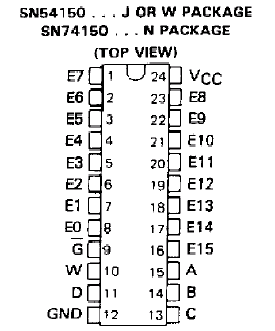 SN54150 . . . J OR W PACKAGE
SN74150 . . . N PACKAGE
(TOP VIEW)
E7 1 24 VCC
E6 2 23 E8
E5 3 22 E9
E4 4 21 E10
E3 5 20 E11
E2 6 19 E12
E1 7 18 E13
E0 8 17 E14
G̅ 9 16 E15
W 10 15 A
D 11 14 B
GND 12 13 C